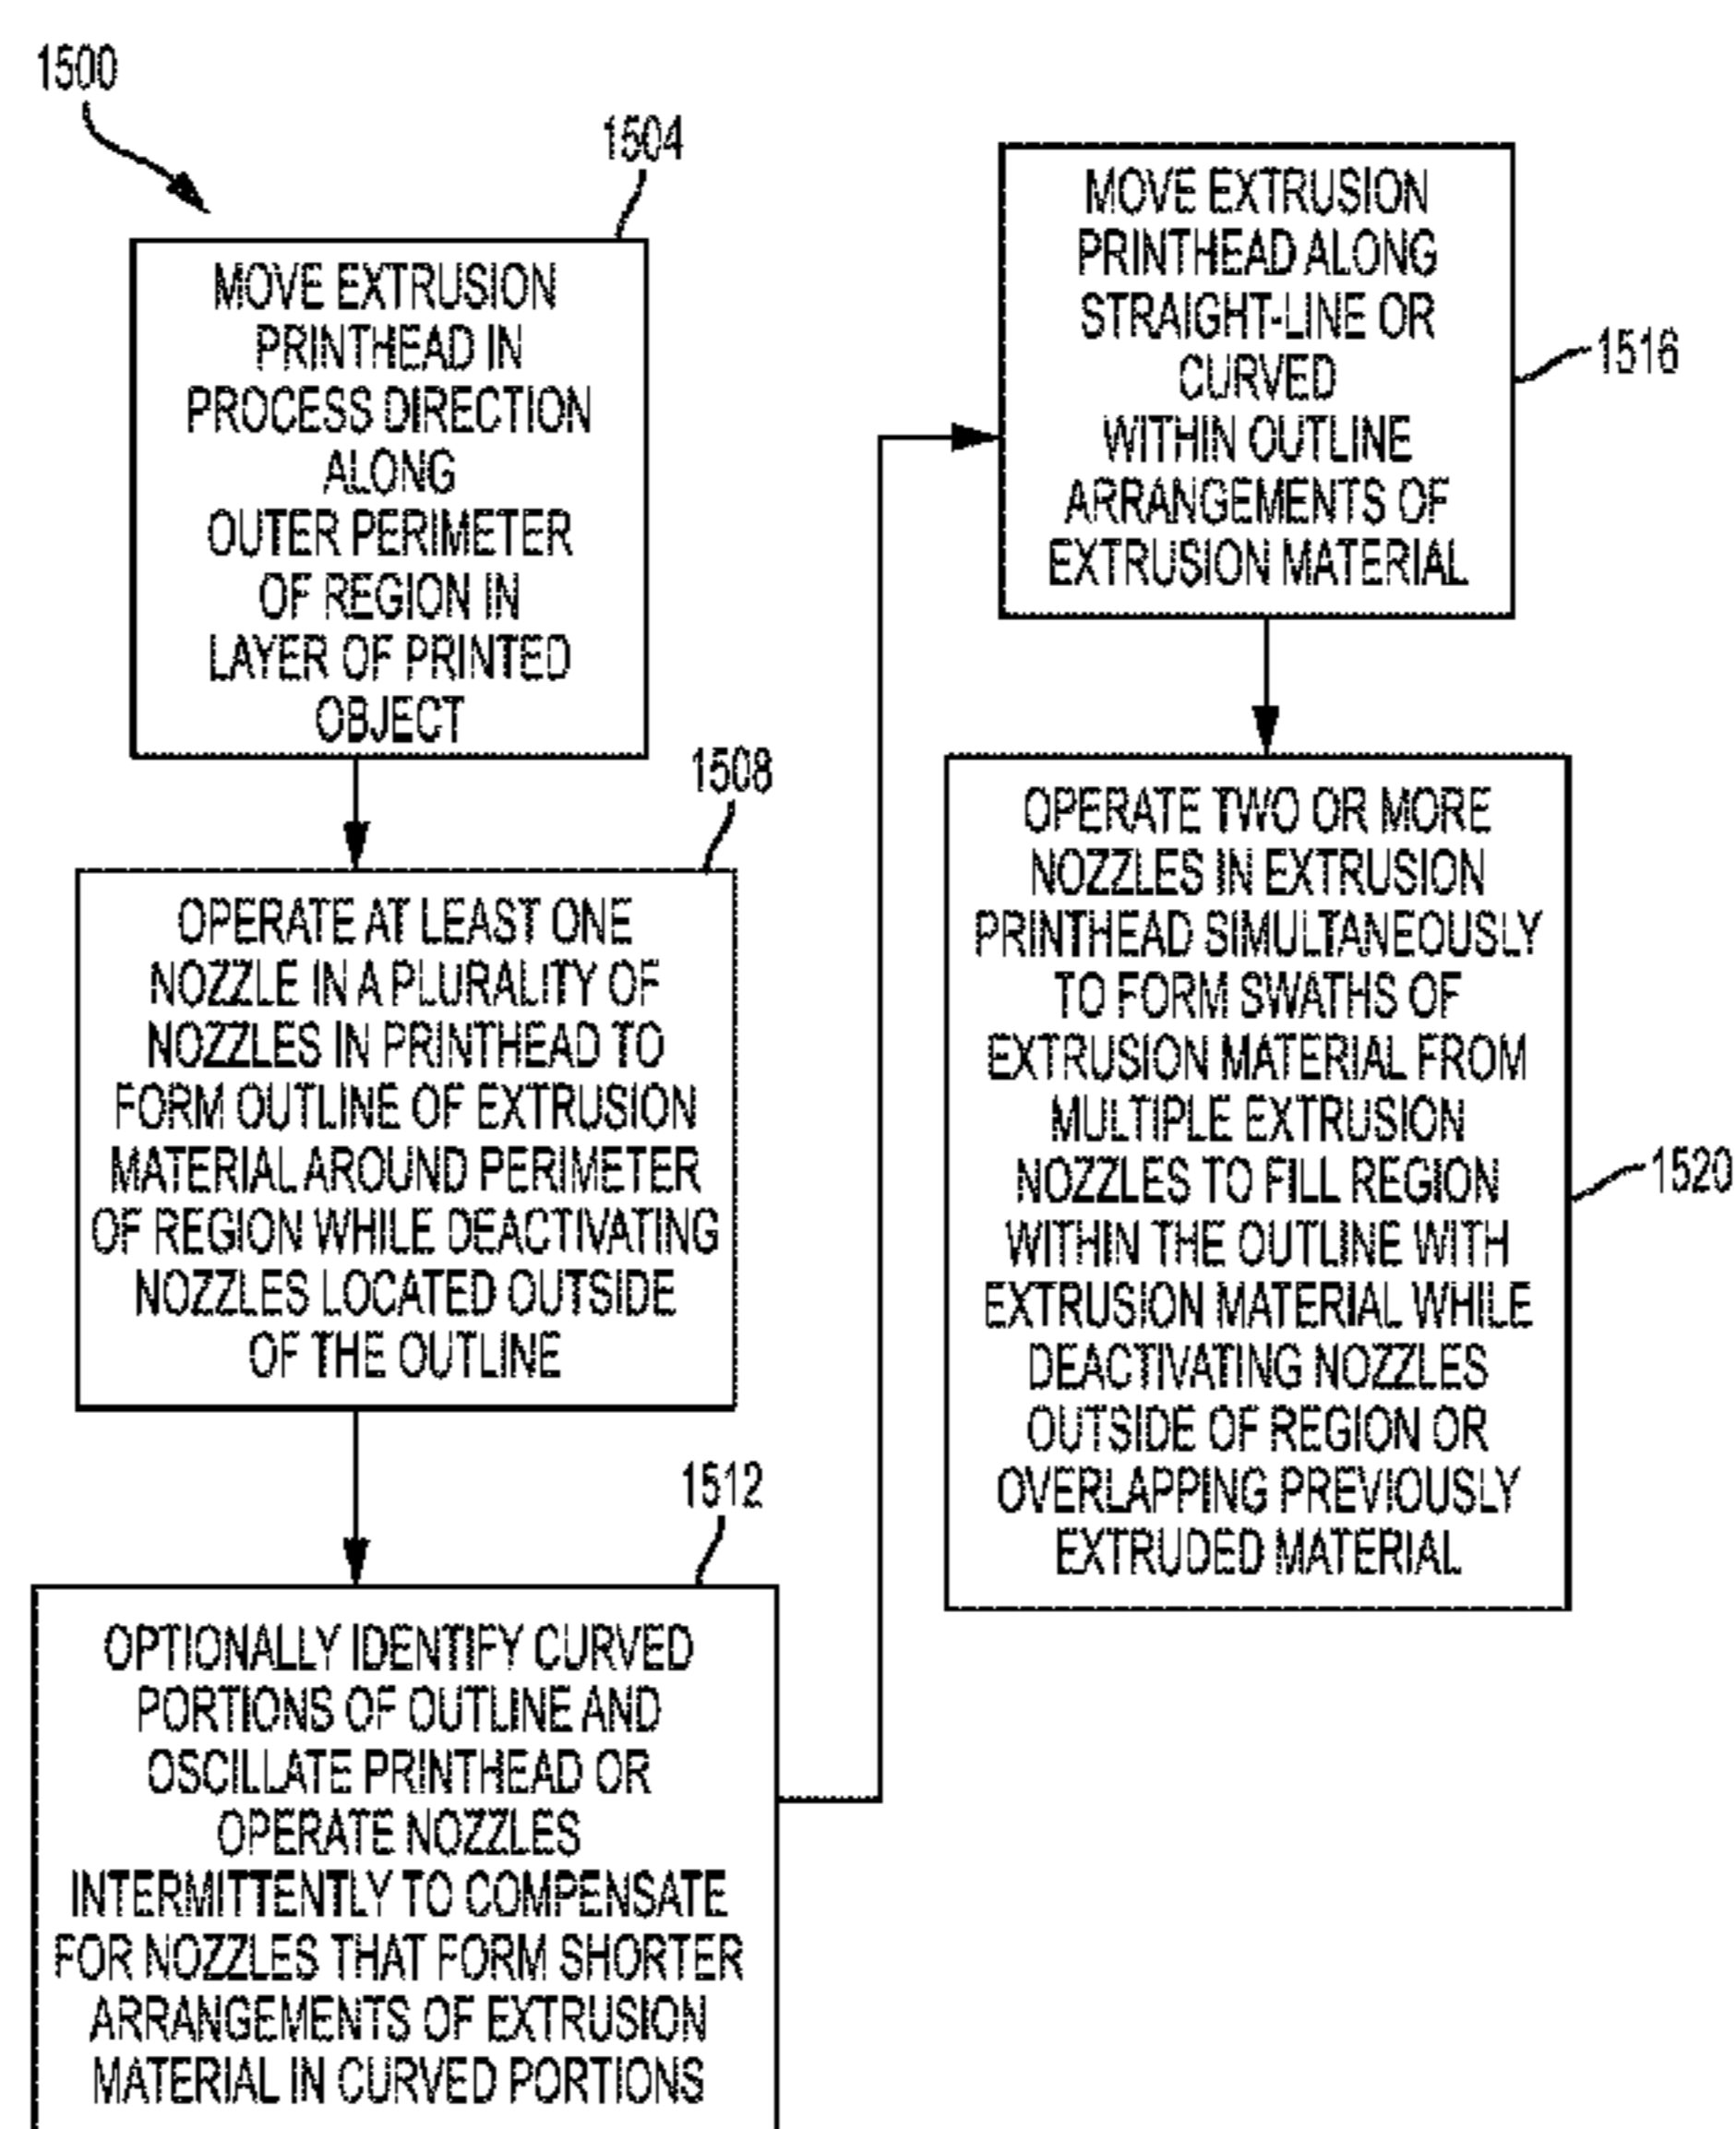 1500
1504
MOVE EXTRUSION
PRINTHEAD IN
PROCESS DIRECTION
ALONG
OUTER PERIMETER
OF REGION IN
LAYER OF PRINTED
OBJECT
1508
OPERATE AT LEAST ONE
NOZZLE IN A PLURALITY OF
NOZZLES IN PRINTHEAD TO
FORM OUTLINE OF EXTRUSION
MATERIAL AROUND PERIMETER
OF REGION WHILE DEACTIVATING
NOZZLES LOCATED OUTSIDE
OF THE OUTLINE
1512
OPTIONALLY IDENTIFY CURVED
PORTIONS OF OUTLINE AND
OSCILLATE PRINTHEAD OR
OPERATE NOZZLES
INTERMITTENTLY TO COMPENSATE
FOR NOZZLES THAT FORM SHORTER
ARRANGEMENTS OF EXTRUSION
MATERIAL IN CURVED PORTIONS
MOVE EXTRUSION
PRINTHEAD ALONG
STRAIGHT-LINE OR
CURVED
WITHIN OUTLINE
ARRANGEMENTS OF
EXTRUSION MATERIAL
1516
OPERATE TWO OR MORE
NOZZLES IN EXTRUSION
PRINTHEAD SIMULTANEOUSLY
TO FORM SWATHS OF
EXTRUSION MATERIAL FROM
MULTIPLE EXTRUSION
NOZZLES TO FILL REGION
WITHIN THE OUTLINE WITH
EXTRUSION MATERIAL WHILE
DEACTIVATING NOZZLES
OUTSIDE OF REGION OR
OVERLAPPING PREVIOUSLY
EXTRUDED MATERIAL
1520